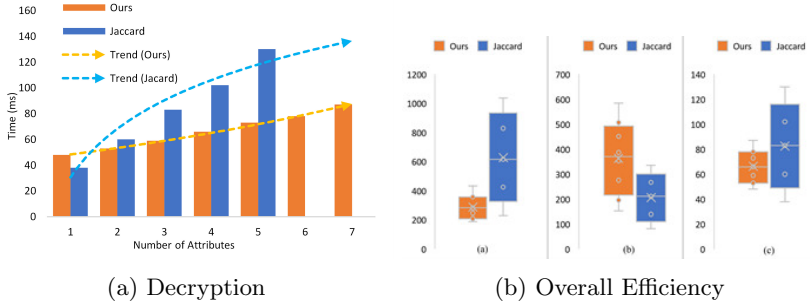 Ours
Jaccard
Trend (Ours)
Trend (Jacard)
Time (ms)
160
140
120
100
80
60
40
20
0
1 2 3 4 5 6 7
Number of Attributes
(a) Decryption
Ours Jaccard
1200
1000
800
600
400
200
0
(a)
Ours Jaccard
700
600
500
400
300
200
100
0
(b)
Ours Jaccard
140
120
100
80
60
40
20
0
(c)
(b) Overall Efficiency